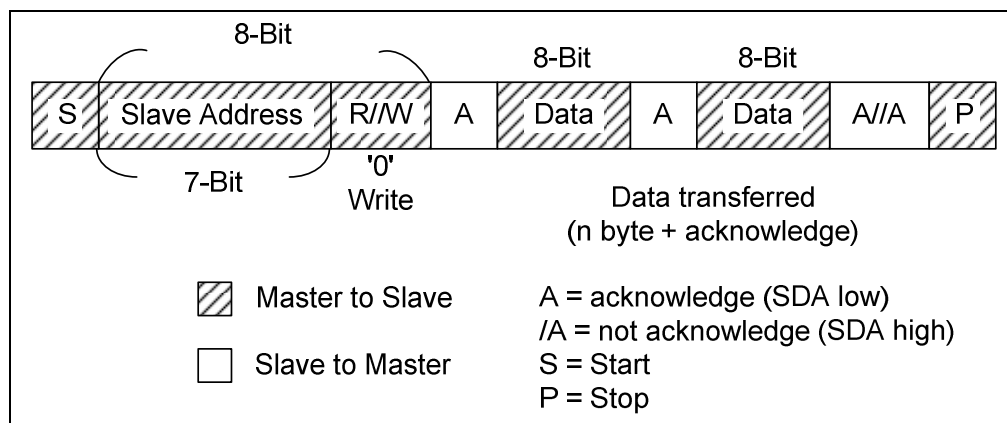 8-Bit
8-Bit 8-Bit
S Slave Address R//W A Data A Data A//A P
7-Bit '0'
Write
Data transferred
(n byte + acknowledge)
Master to Slave
Slave to Master
A = acknowledge (SDA low)
/A = not acknowledge (SDA high)
S = Start
P = Stop